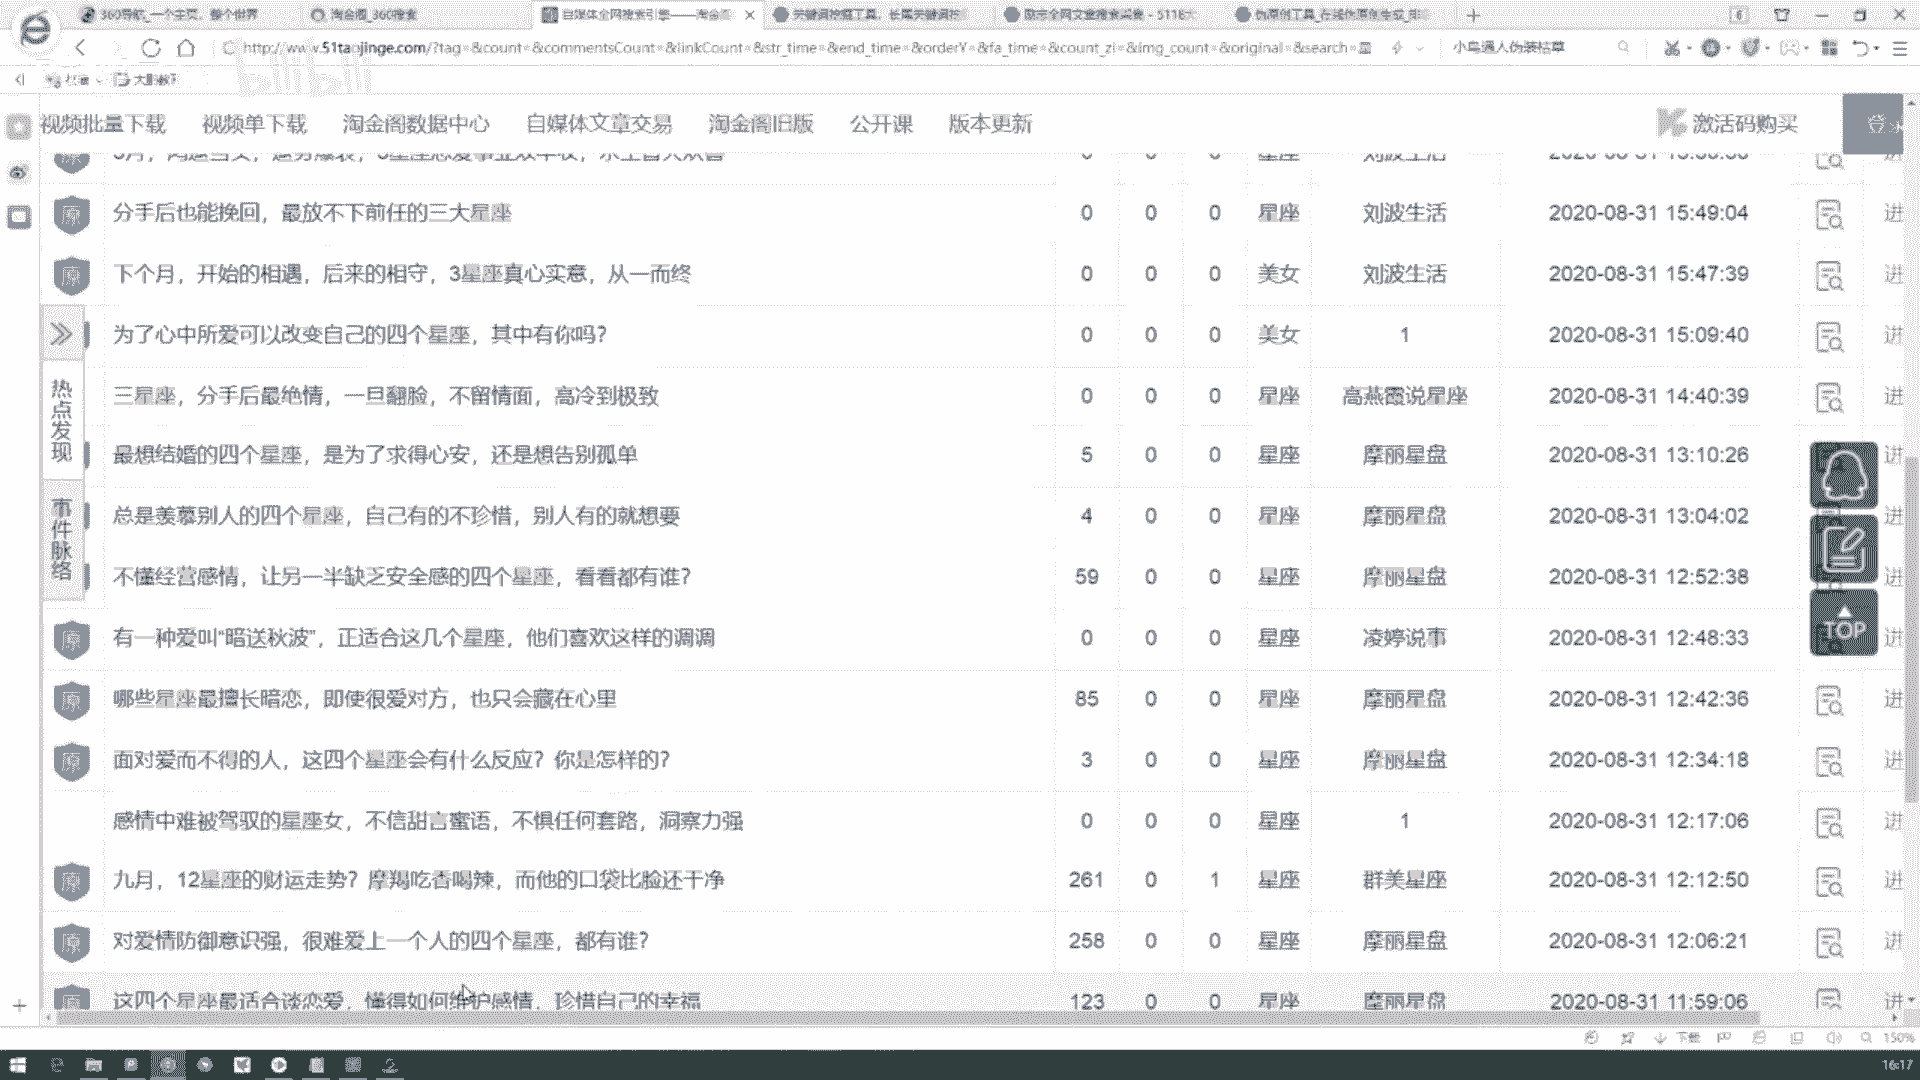 360导航_一个主页，整个世界
淘金阁_360搜索
自媒体全网搜索引擎——淘金阁
关键词挖掘工具，长尾关键词挖
励志全网文章搜索采集 - 5118大
6
http://www.51taojinge.com/?tag=&count=&commentsCount=&linkCount=&str_time=&end_time=&orderY=&fa_time=&count_zi=&img_count=&original=&search=
bilibili
视频批量下载 视频单下载 淘金阁数据中心 自媒体文章交易 淘金阁旧版 公开课 版本更新 激活码购买 登录
原 分手后也能挽回，最放不下前任的三大星座 0 0 0 星座 刘波生活 2020-08-31 15:49:04 进
原 下个月，开始的相遇，后来的相守，3星座真心实意，从一而终 0 0 0 美女 刘波生活 2020-08-31 15:47:39 进
为了心中所爱可以改变自己的四个星座，其中有你吗？ 0 0 0 美女 1 2020-08-31 15:09:40 进
三星座，分手后最绝情，一旦翻脸，不留情面，高冷到极致 0 0 0 星座 高燕霞说星座 2020-08-31 14:40:39 进
最想结婚的四个星座，是为了求得心安，还是想告别孤单 5 0 0 星座 摩丽星盘 2020-08-31 13:10:26 进
总是羡慕别人的四个星座，自己有的不珍惜，别人有的就想要 4 0 0 星座 摩丽星盘 2020-08-31 13:04:02 进
不懂经营感情，让另一半缺乏安全感的四个星座，看看都有谁？ 59 0 0 星座 摩丽星盘 2020-08-31 12:52:38 进
原 有一种爱叫“暗送秋波”，正适合这几个星座，他们喜欢这样的调调 0 0 0 星座 凌婷说事 2020-08-31 12:48:33 进
原 哪些星座最擅长暗恋，即使很爱对方，也只会藏在心里 85 0 0 星座 摩丽星盘 2020-08-31 12:42:36 进
原 面对爱而不得的人，这四个星座会有什么反应？你是怎样的？ 3 0 0 星座 摩丽星盘 2020-08-31 12:34:18 进
感情中难被驾驭的星座女，不信甜言蜜语，不惧任何套路，洞察力强 0 0 0 星座 1 2020-08-31 12:17:06 进
原 九月，12星座的财运走势？摩羯吃香喝辣，而他的口袋比脸还干净 261 0 1 星座 群美星座 2020-08-31 12:12:50 进
原 对爱情防御意识强，很难爱上一个人的四个星座，都有谁？ 258 0 0 星座 摩丽星盘 2020-08-31 12:06:21 进
原 这四个星座最适合谈恋爱，懂得如何维护感情，珍惜自己的幸福 123 0 0 星座 摩丽星盘 2020-08-31 11:59:06 进
热点发现
事件脉络
TOP
下载
150%
16:17